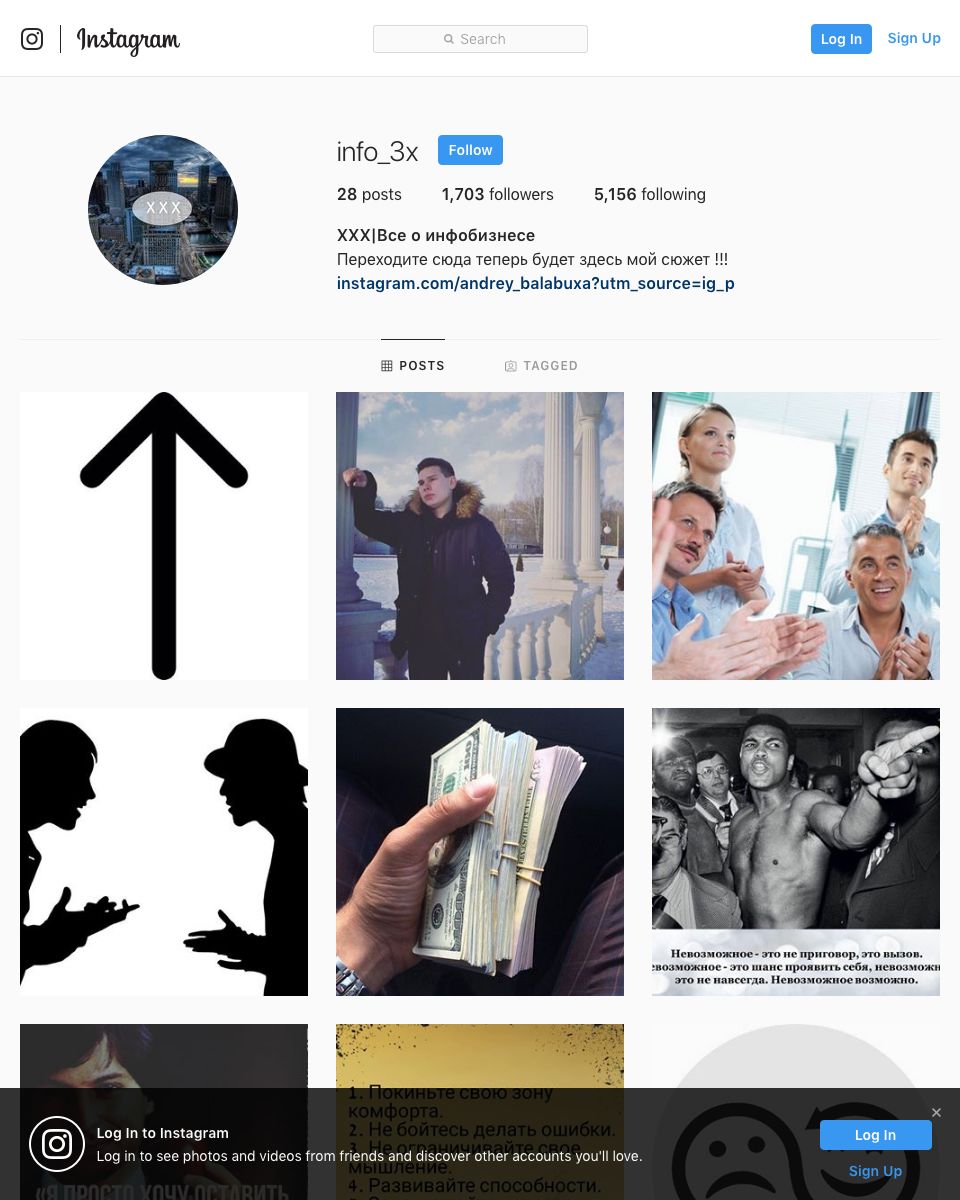 Instagram
Search
Log In
Sign Up
info_3x
Follow
28 posts
1,703 followers
5,156 following
XXX|Все о инфобизнесе
Переходите сюда теперь будет здесь мой сюжет !!!
instagram.com/andrey_balabuxa?utm_source=ig_p
XXX
POSTS
TAGGED
Невозможное - это не приговор, это вызов.
евозможное - это шанс проявить себя, невозможн
это не навсегда. Невозможное возможно.
1. Покиньте свою зону
комфорта.
2. Не бойтесь делать ошибки.
3. Не ограничивайте свое
мышление.
4. Развивайте способности.
«Я ПРОСТО ХОЧУ ОСТАВИТЬ
Log In to Instagram
Log in to see photos and videos from friends and discover other accounts you'll love.
Log In
Sign Up